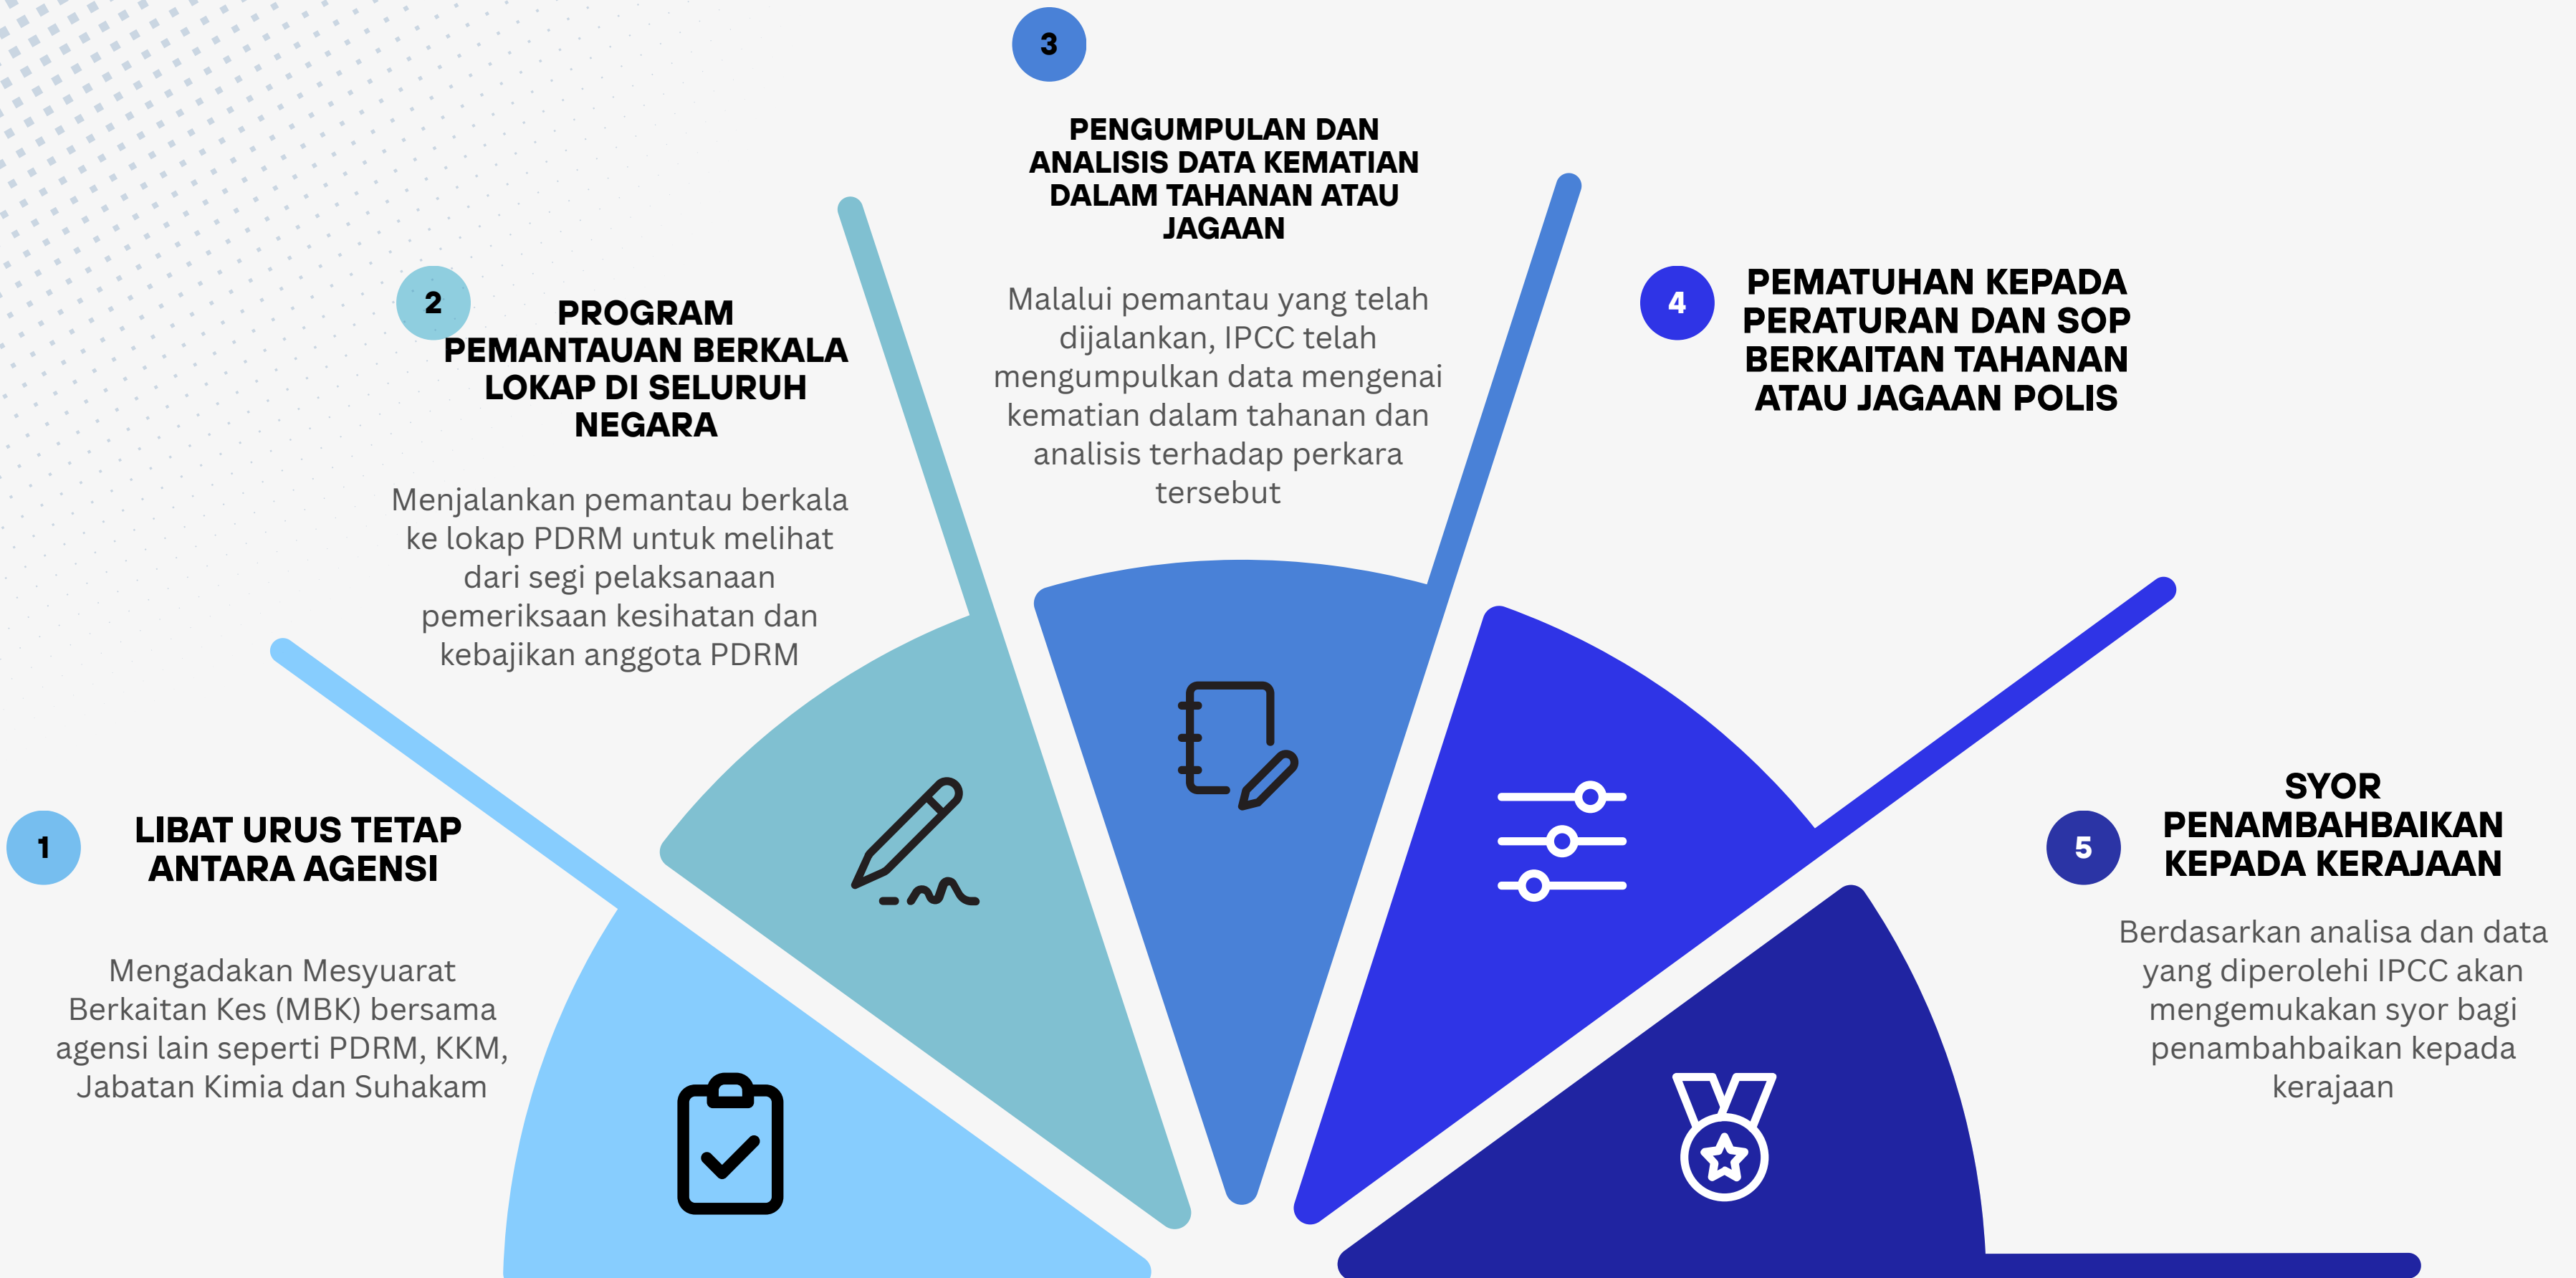 1
LIBAT URUS TETAP
ANTARA AGENSI
Mengadakan Mesyuarat
Berkaitan Kes (MBK) bersama
agensi lain seperti PDRM, KKM,
Jabatan Kimia dan Suhakam
2
PROGRAM
PEMANTAUAN BERKALA
LOKAP DI SELURUH
NEGARA
Menjalankan pemantau berkala
ke lokap PDRM untuk melihat
dari segi pelaksanaan
pemeriksaan kesihatan dan
kebajikan anggota PDRM
3
PENGUMPULAN DAN
ANALISIS DATA KEMATIAN
DALAM TAHANAN ATAU
JAGAAN
Malalui pemantau yang telah
dijalankan, IPCC telah
mengumpulkan data mengenai
kematian dalam tahanan dan
analisis terhadap perkara
tersebut
4
PEMATUHAN KEPADA
PERATURAN DAN SOP
BERKAITAN TAHANAN
ATAU JAGAAN POLIS
5
SYOR
PENAMBAHBAIKAN
KEPADA KERAJAAN
Berdasarkan analisa dan data
yang diperolehi IPCC akan
mengemukakan syor bagi
penambahbaikan kepada
kerajaan